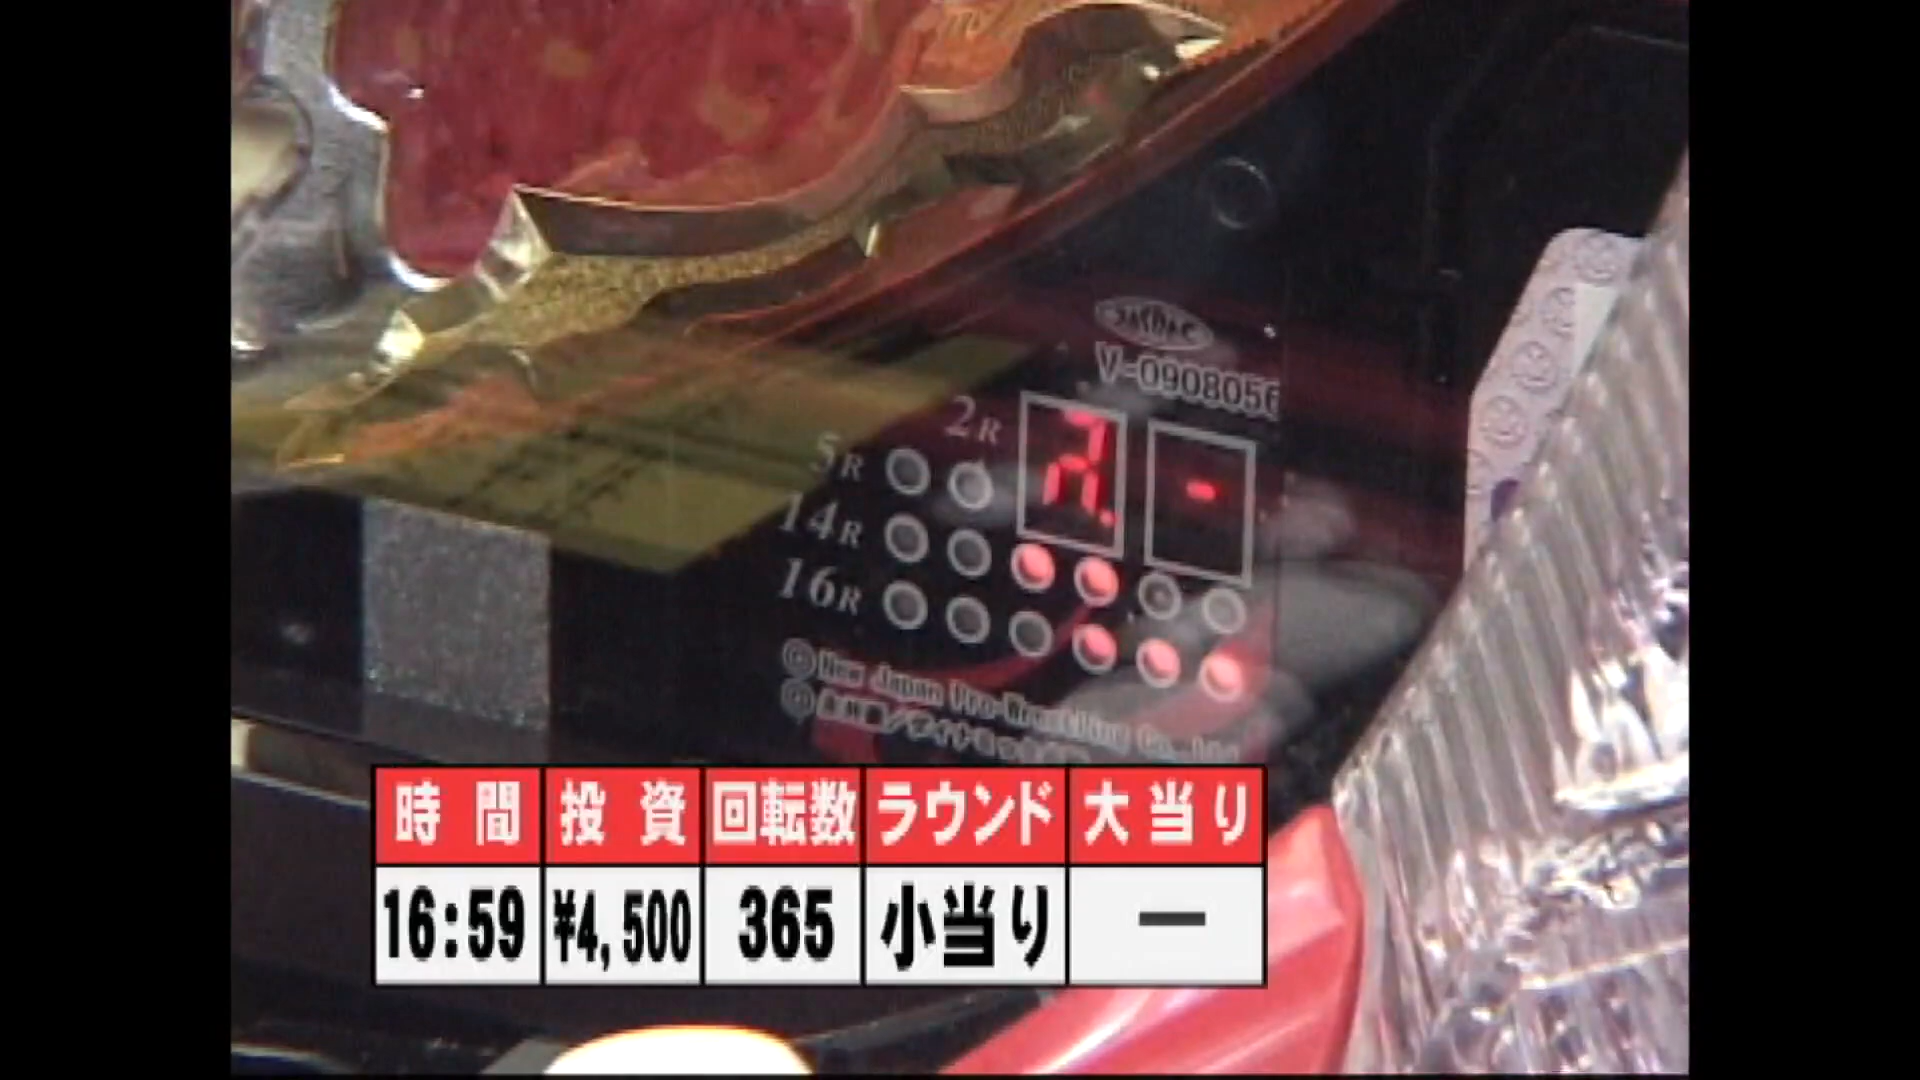 JASRAC
V-0908056
2R
5R
14R
16R
©New Japan Pro-Wrestling Co.,Ltd.
時間 投資 回転数 ラウンド 大当り
16:59 ¥4,500 365 小当り ー